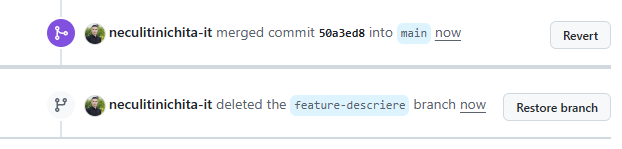 neculitinichita-it merged commit 50a3ed8 into main now Revert
neculitinichita-it deleted the feature-descriere branch now Restore branch